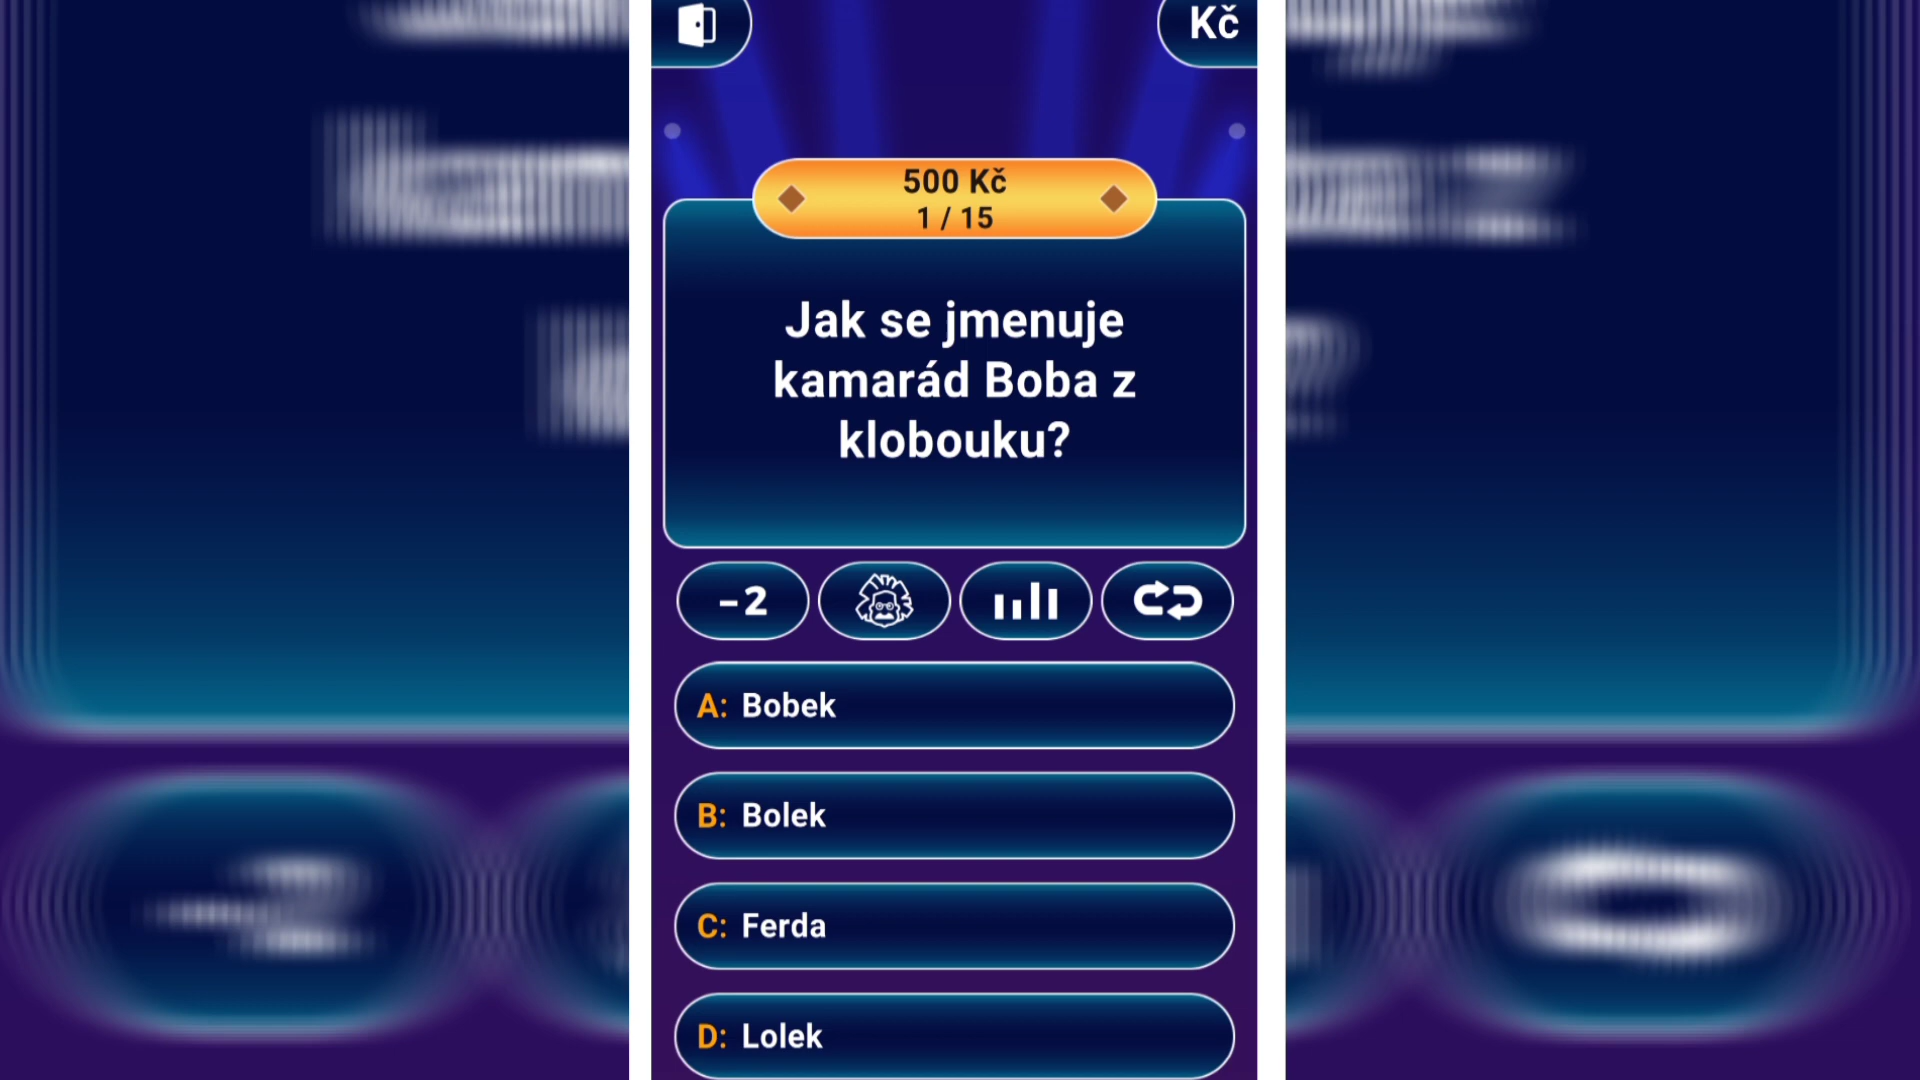 Kč
500 Kč
1 / 15
Jak se jmenuje
kamarád Boba z
klobouku?
-2
A: Bobek
B: Bolek
C: Ferda
D: Lolek